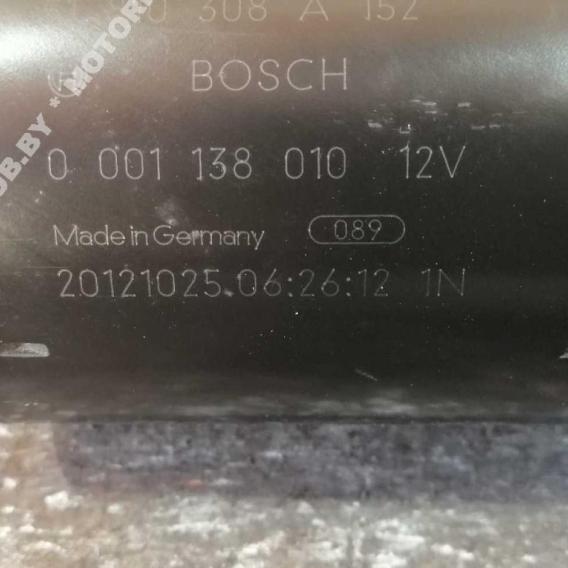 308 A 152
BOSCH
0 001 138 010 12V
Made in Germany 089
20121025.06:26:12 1N